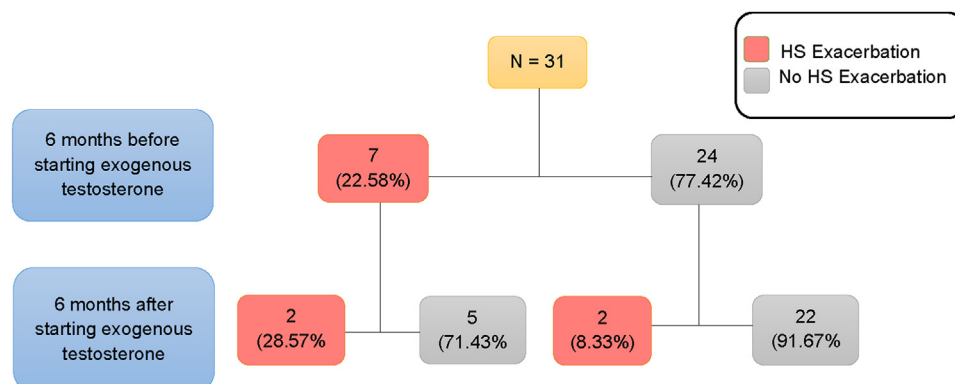 N = 31
HS Exacerbation
No HS Exacerbation
6 months before
starting exogenous
testosterone
7
(22.58%)
24
(77.42%)
6 months after
starting exogenous
testosterone
2
(28.57%
5
(71.43%
2
(8.33%)
22
(91.67%